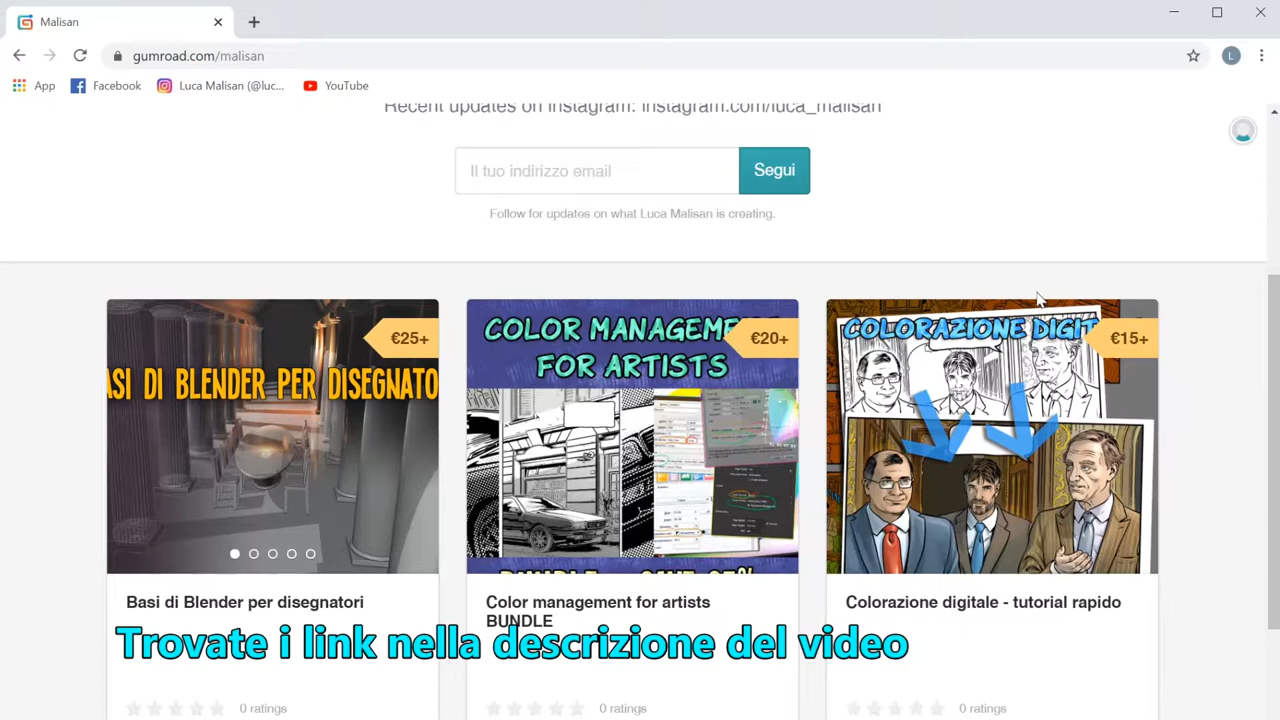 Malisan
gumroad.com/malisan
L
App
Facebook
Luca Malisan (@luc...
YouTube
Recent updates on Instagram: instagram.com/luca_malisan
Il tuo indirizzo email
Segui
Follow for updates on what Luca Malisan is creating.
€25+
ASI DI BLENDER PER DISEGNATO
COLOR MANAGEME
FOR ARTISTS
€20+
COLORAZIONE DIGIT
€15+
Basi di Blender per disegnatori
Color management for artists
BUNDLE
Colorazione digitale - tutorial rapido
Trovate i link nella descrizione del video
0 ratings
0 ratings
0 ratings